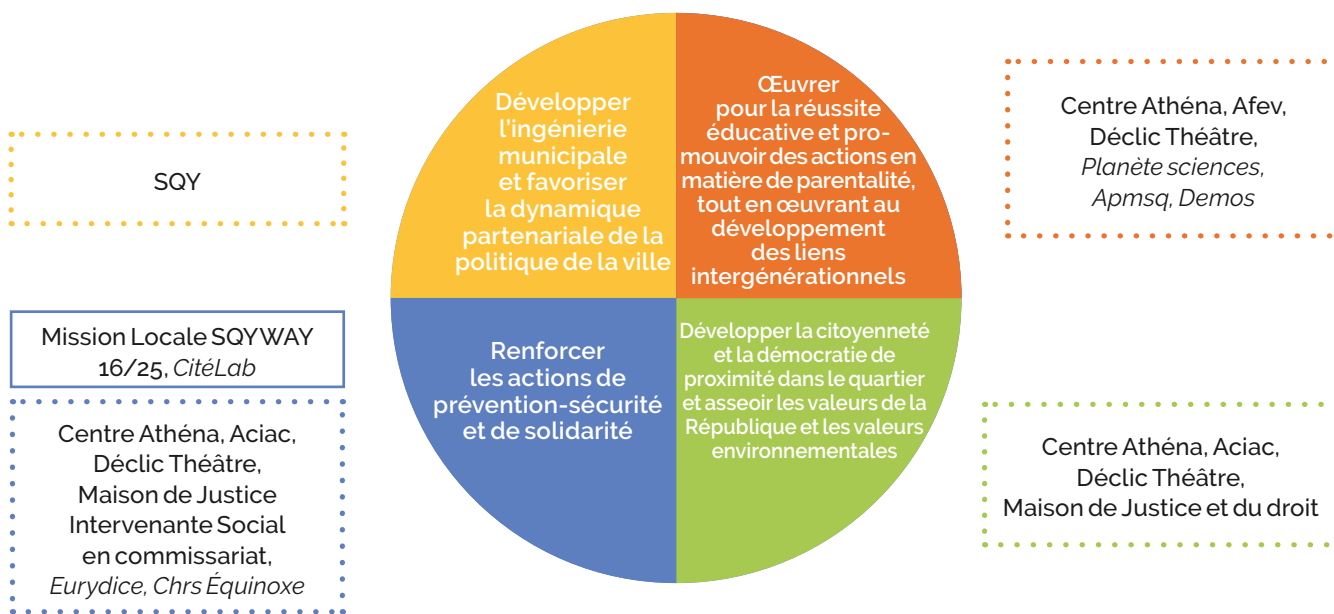 SQY
Développer
l'ingénierie
municipale
et favoriser
la dynamique
partenariale de la
politique de la ville
Œuvrer
pour la réussite
éducative et pro-
mouvoir des actions en
matière de parentalité,
tout en œuvrant au
développement
des liens
intergénérationnels
Centre Athéna, Afev,
Déclic Théâtre,
Planète sciences,
Apmsq, Demos
Mission Locale SQYWAY
16/25, CitéLab
Centre Athéna, Aciac,
Déclic Théâtre,
Maison de Justice
Intervenante Social
en commissariat,
Eurydice, Chrs Équinoxe
Renforcer
les actions de
prévention-sécurité
et de solidarité
Développer la citoyenneté
et la démocratie de
proximité dans le quartier
et asseoir les valeurs de la
République et les valeurs
environnementales
Centre Athéna, Aciac,
Déclic Théâtre,
Maison de Justice et du droit